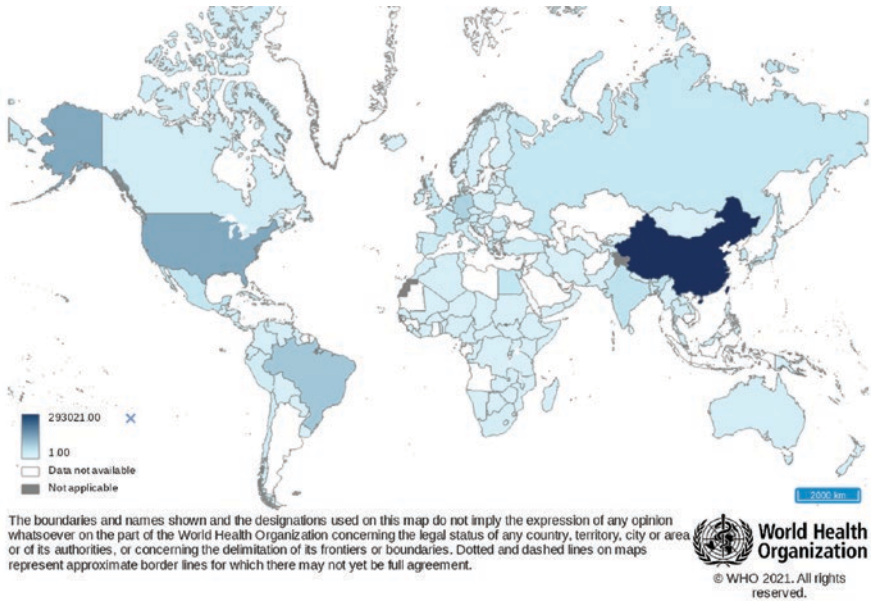 293021.00
1.00
Data not available
Not applicable
2000 km
The boundaries and names shown and the designations used on this map do not imply the expression of any opinion
whatsoever on the part of the World Health Organization concerning the legal status of any country, territory, city or area
or of its authorities, or concerning the delimitation of its frontiers or boundaries. Dotted and dashed lines on maps
represent approximate border lines for which there may not yet be full agreement.
World Health
Organization
© WHO 2021. All rights
reserved.